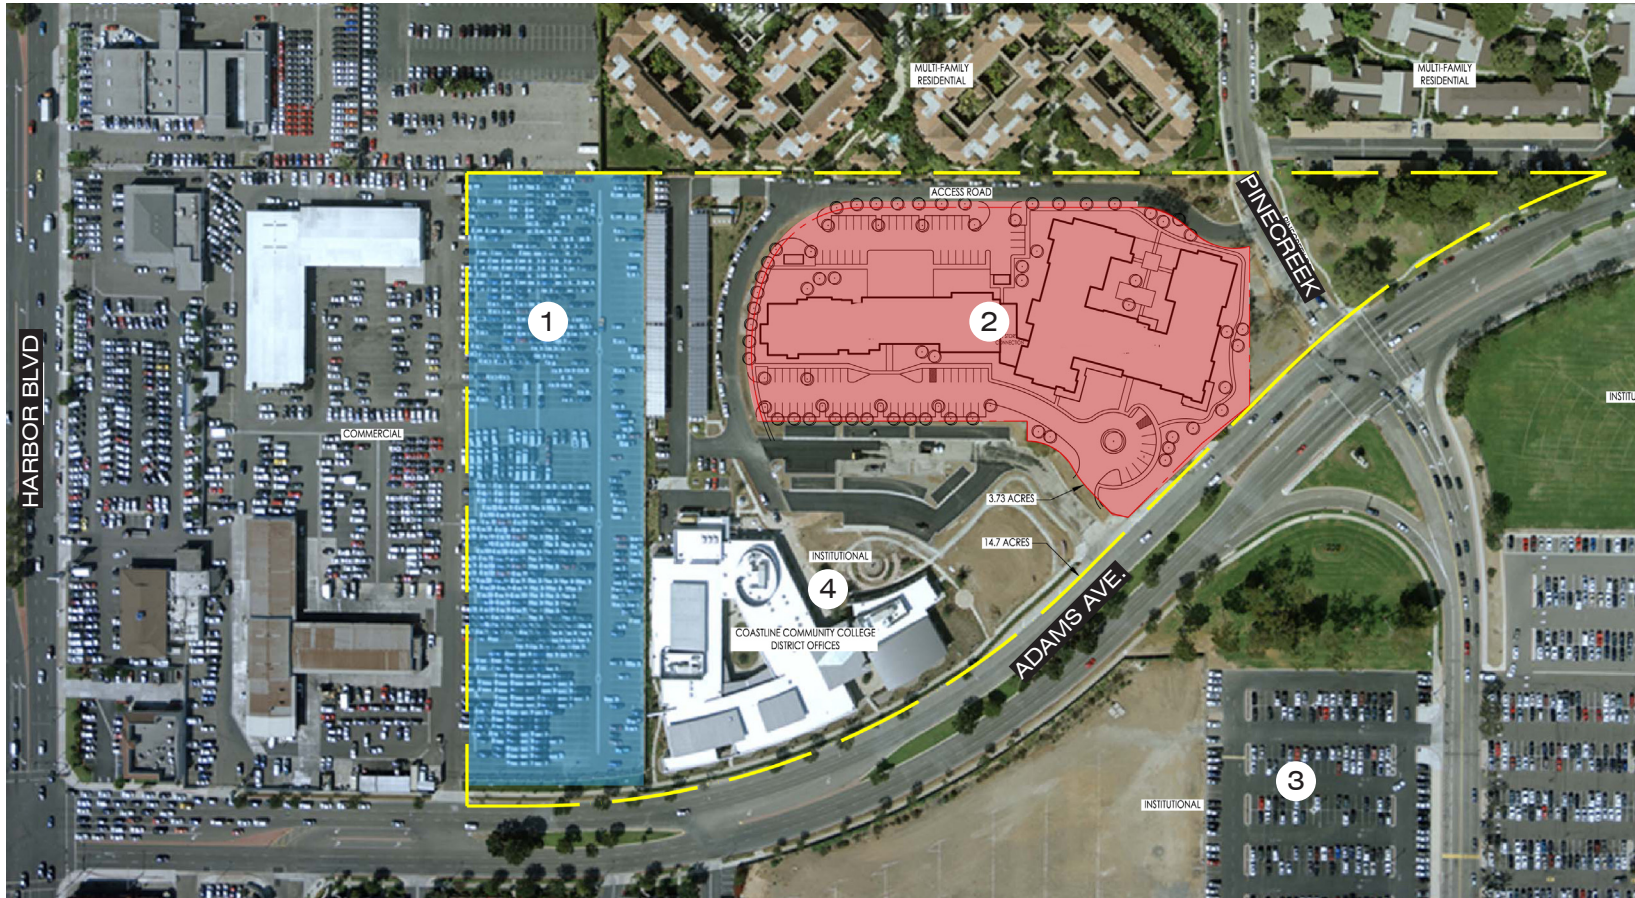 MULTI-FAMILY
RESIDENTIAL
MULTI-FAMILY
RESIDENTIAL
ACCESS ROAD
PINECREEK
1
2
HARBOR BLVD
COMMERCIAL
3.73 ACRES
14.7 ACRES
INSTITUTIONAL
4
COASTLINE COMMUNITY COLLEGE
DISTRICT OFFICES
ADAMS AVE.
3
INSTITUTIONAL
INSTITU